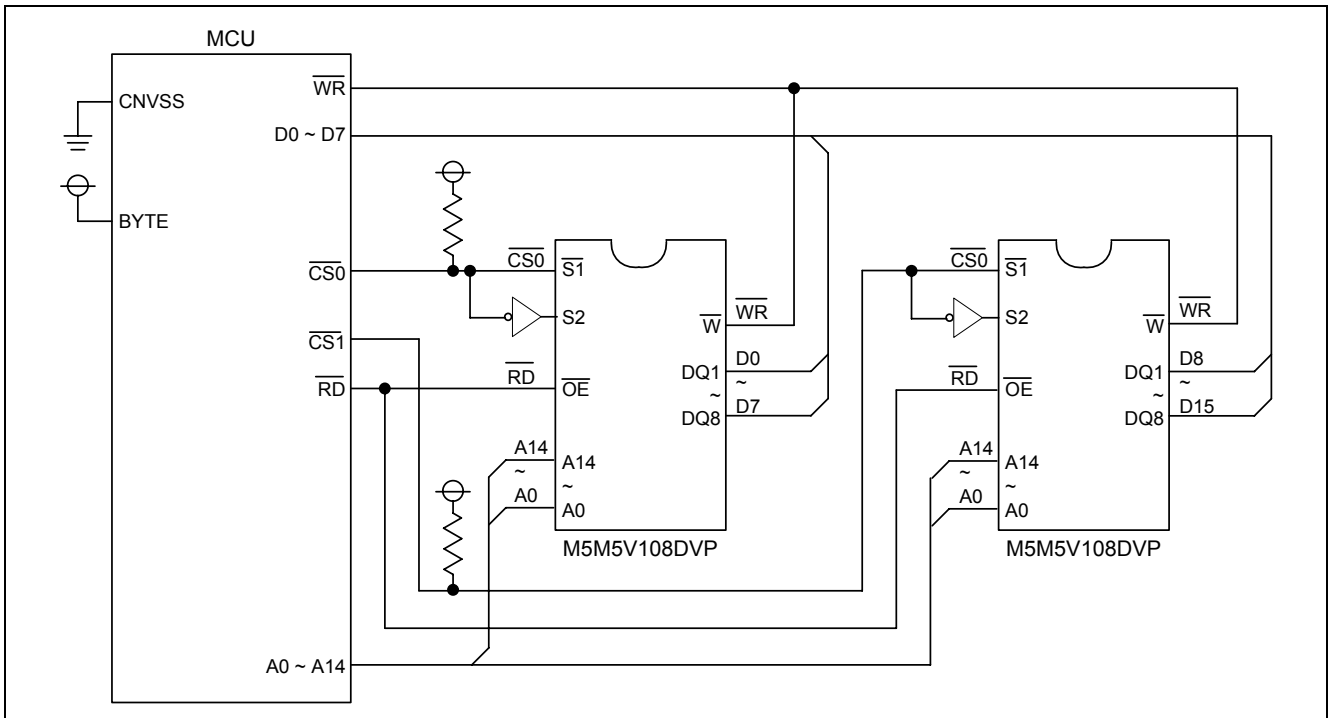 MCU
WR
CNVSS
D0 ~ D7
BYTE
CS0
CS0
S1
S2
WR
W
CS1
RD
RD
OE
D0
DQ1
~
~
DQ8
D7
A14
A14
~
~
A0
A0
M5M5V108DVP
CS0
S1
S2
WR
W
RD
OE
D8
DQ1
~
~
DQ8
D15
A14
A14
~
~
A0
A0
M5M5V108DVP
A0 ~ A14